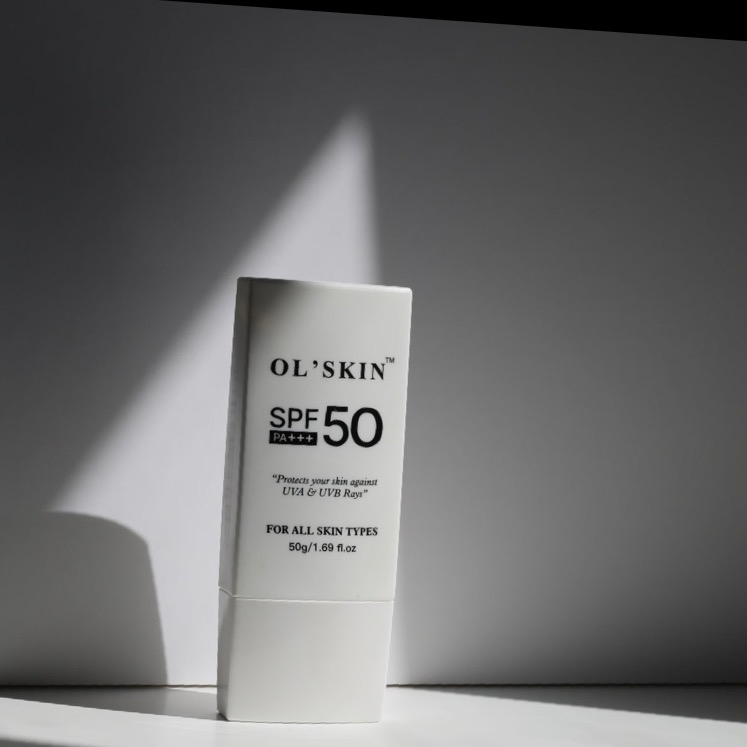 OL’SKIN™
SPF 50
PA+++
“Protects your skin against
UVA & UVB Rays”
FOR ALL SKIN TYPES
50g/1.69 fl.oz